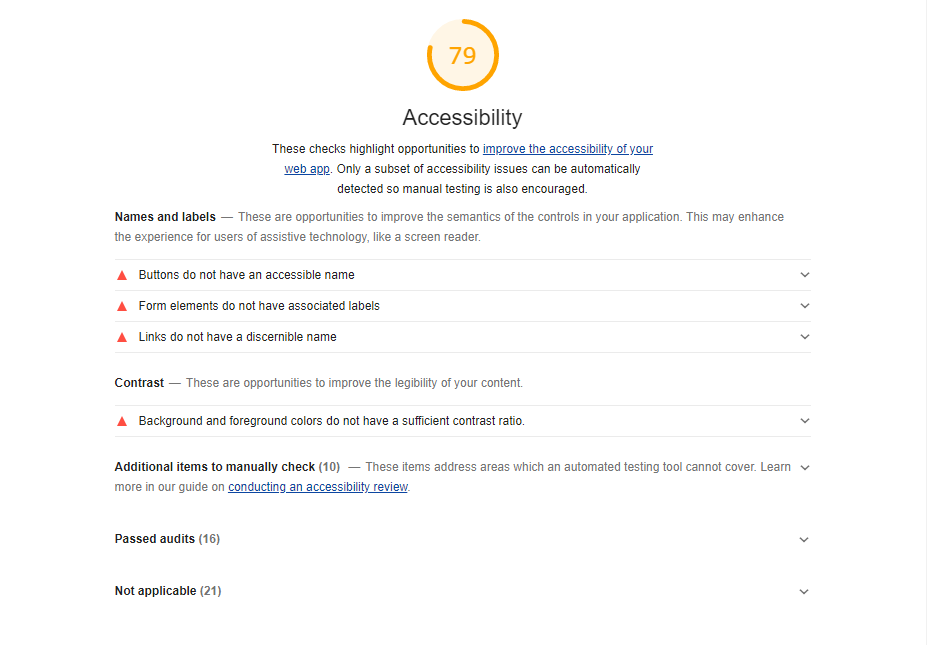 79
Accessibility
These checks highlight opportunities to improve the accessibility of your
web app. Only a subset of accessibility issues can be automatically
detected so manual testing is also encouraged.
Names and labels — These are opportunities to improve the semantics of the controls in your application. This may enhance
the experience for users of assistive technology, like a screen reader.
Buttons do not have an accessible name
Form elements do not have associated labels
Links do not have a discernible name
Contrast — These are opportunities to improve the legibility of your content.
Background and foreground colors do not have a sufficient contrast ratio.
Additional items to manually check (10) — These items address areas which an automated testing tool cannot cover. Learn
more in our guide on conducting an accessibility review.
Passed audits (16)
Not applicable (21)